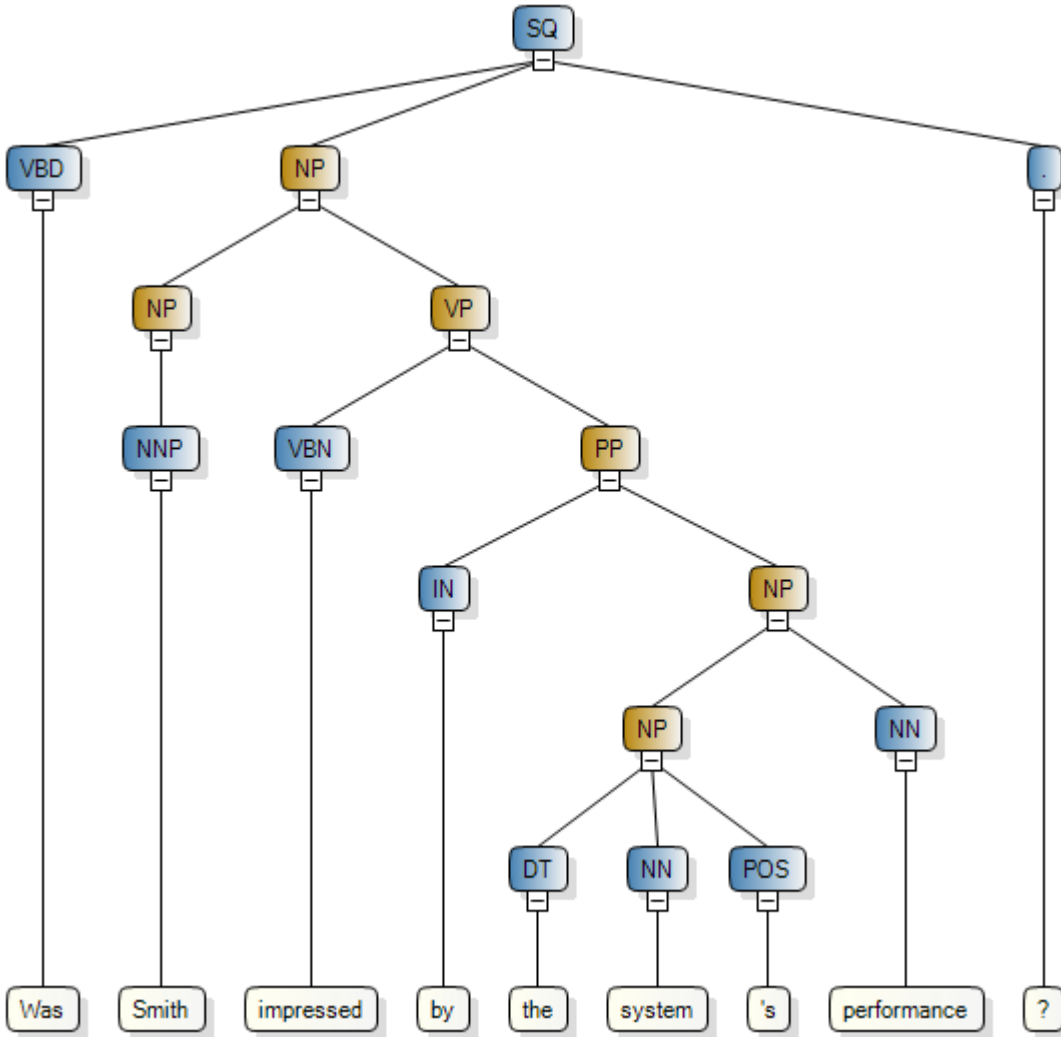 SQ
VBD NP .
NP VP
NNP VBN PP
IN NP
NP NN
DT NN POS
Was Smith impressed by the system 's performance ?